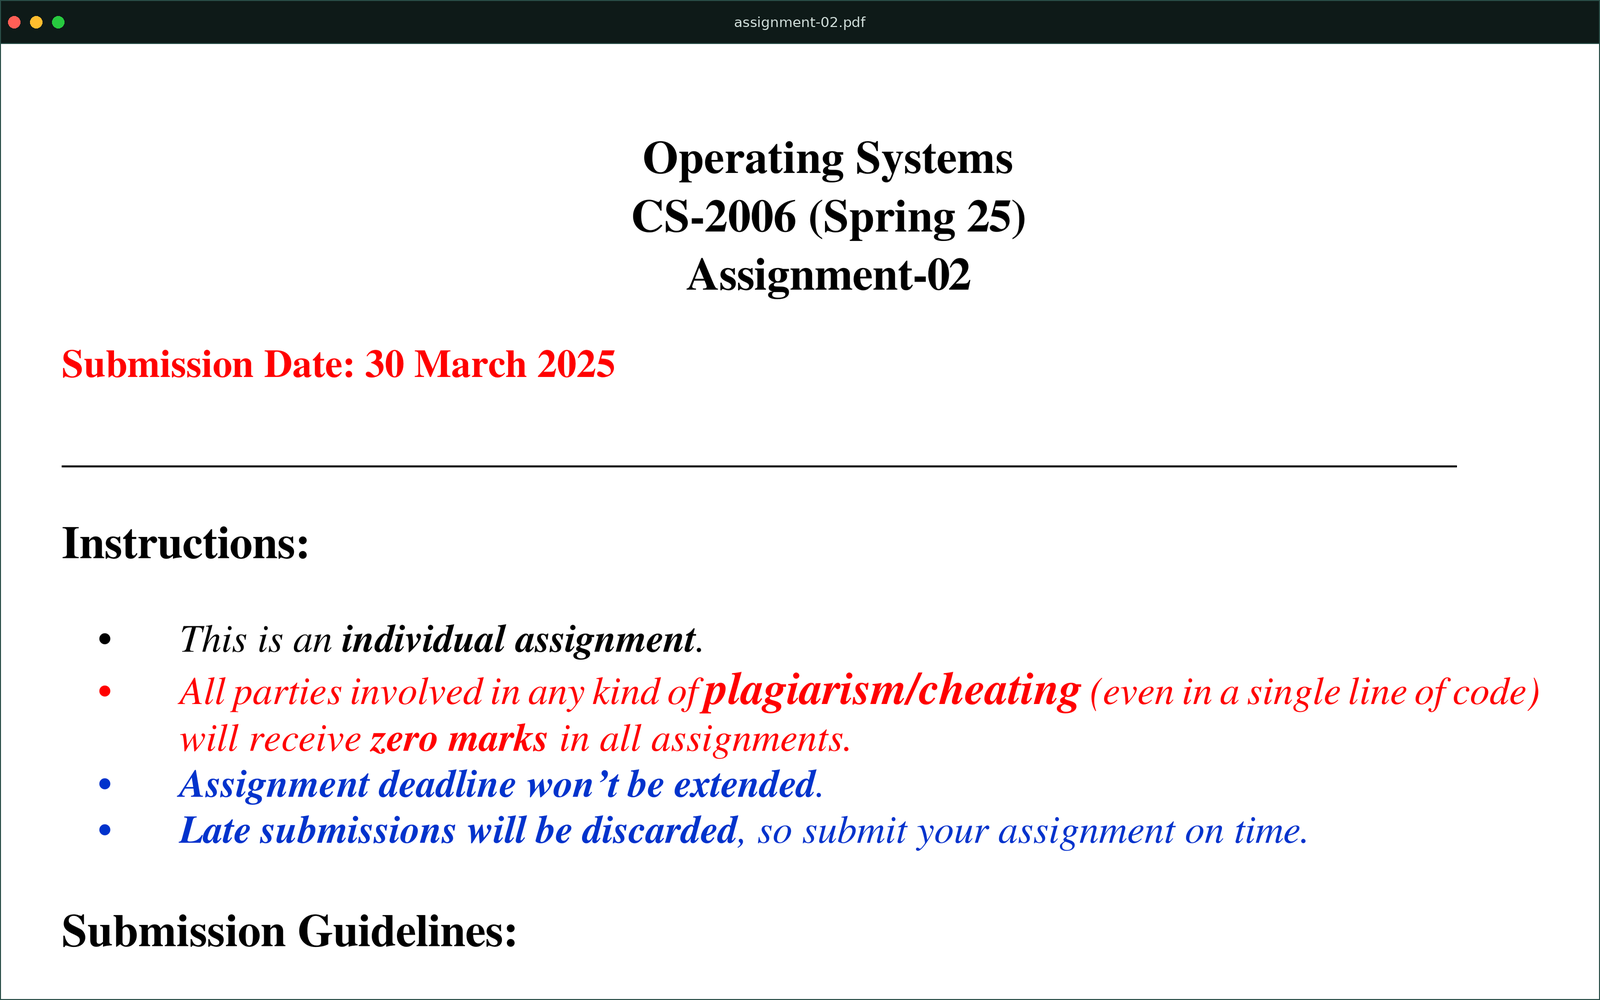 assignment-02.pdf
Operating Systems
CS-2006 (Spring 25)
Assignment-02
Submission Date: 30 March 2025
Instructions:
• This is an individual assignment.
• All parties involved in any kind of plagiarism/cheating (even in a single line of code)
will receive zero marks in all assignments.
• Assignment deadline won’t be extended.
• Late submissions will be discarded, so submit your assignment on time.
Submission Guidelines: